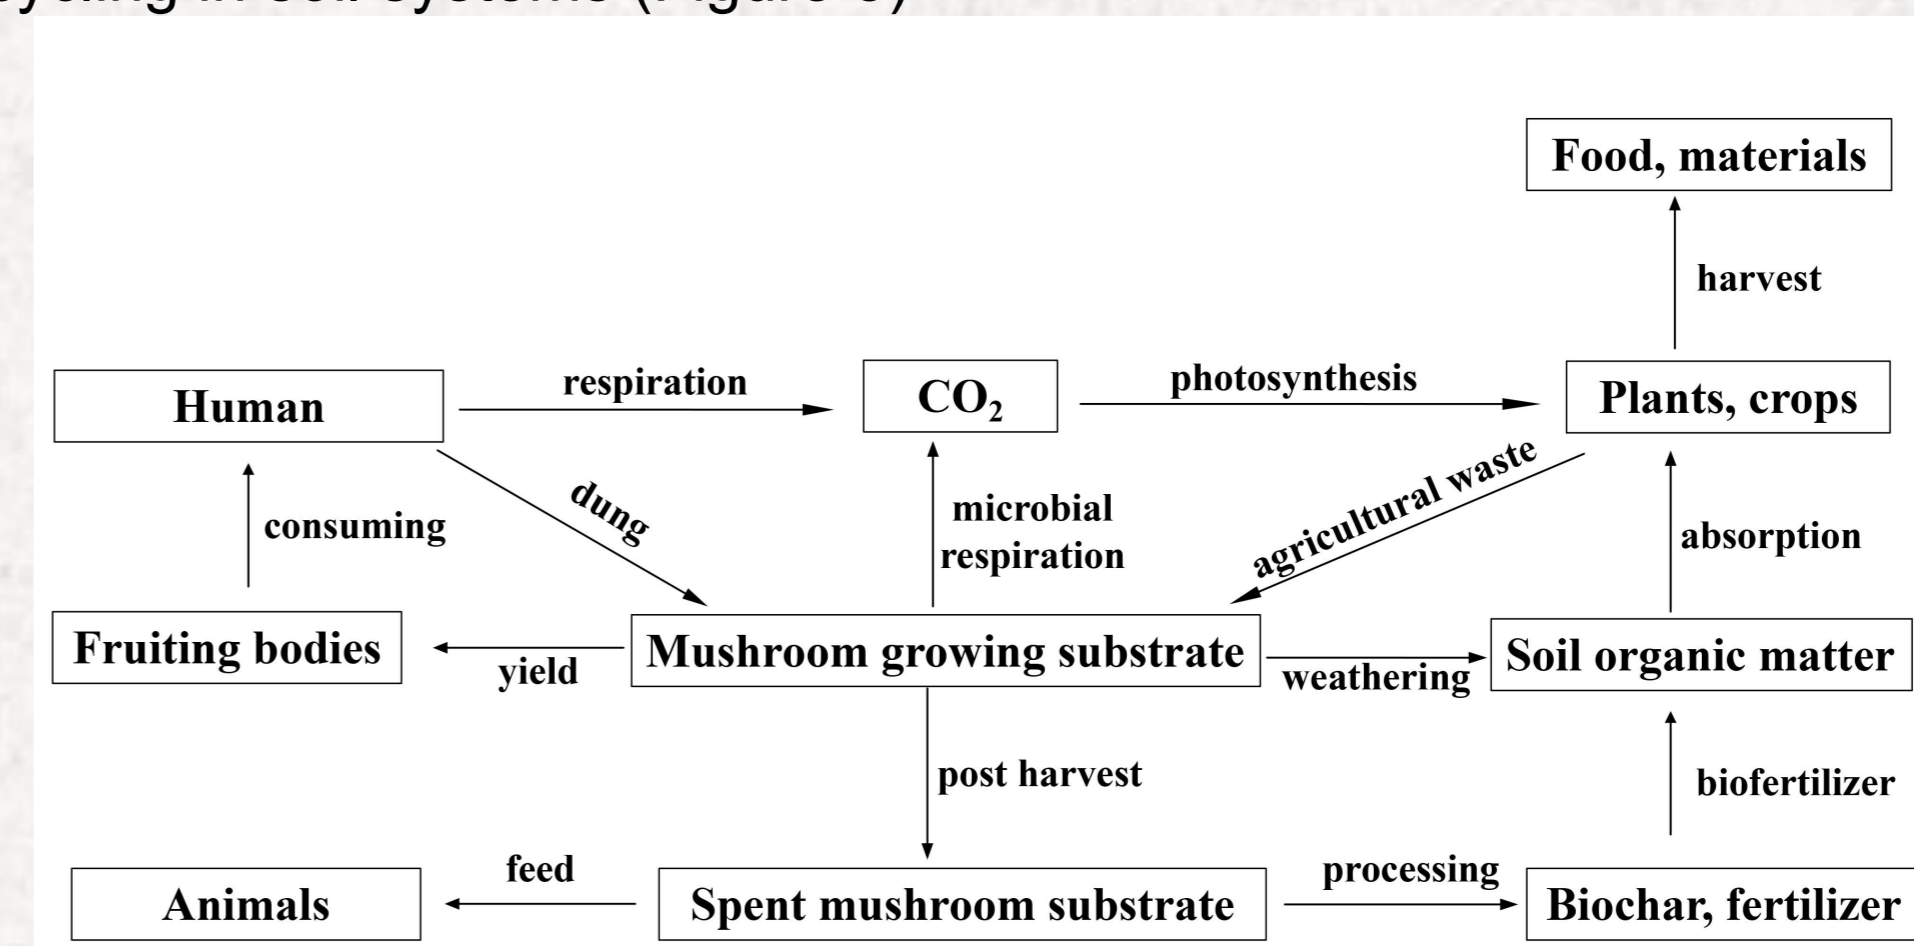 Food, materials
harvest
respiration
photosynthesis
Human
CO₂
Plants, crops
dung
agricultural waste
consuming
microbial
respiration
absorption
Fruiting bodies
yield
Mushroom growing substrate
weathering
Soil organic matter
post harvest
biofertilizer
feed
processing
Animals
Spent mushroom substrate
Biochar, fertilizer